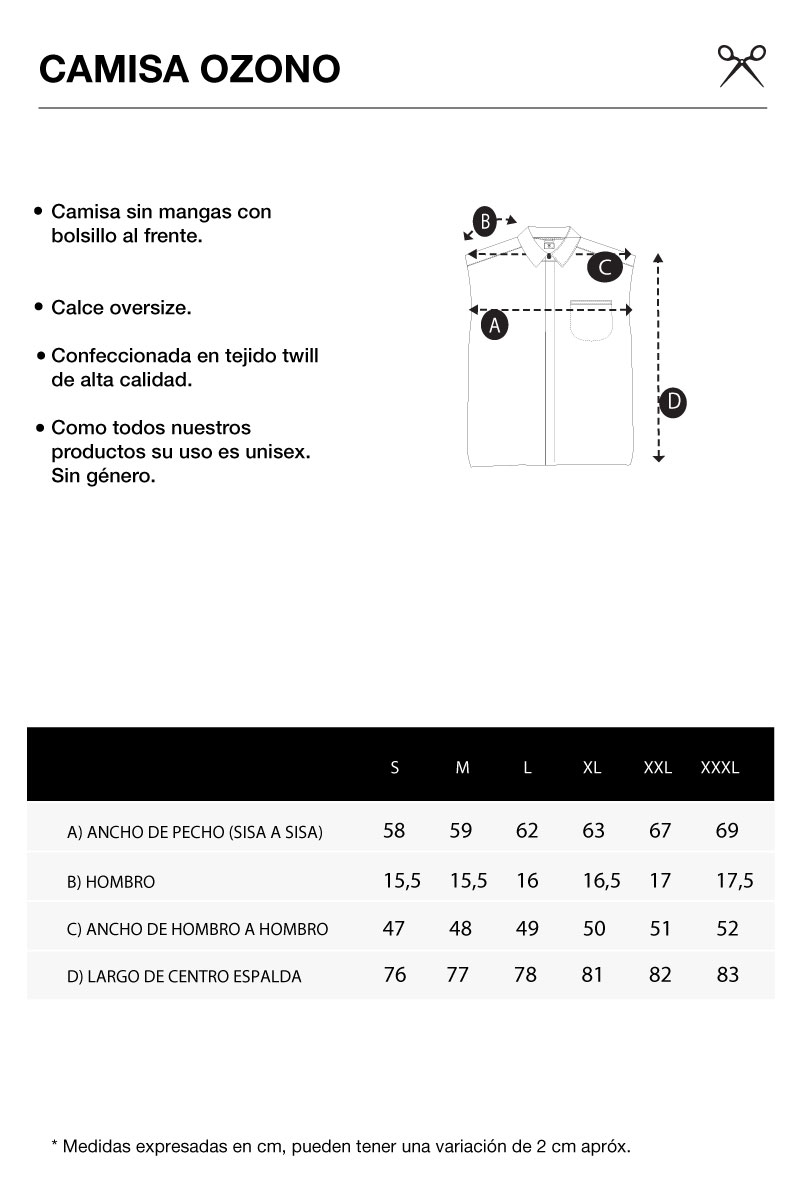 CAMISA OZONO
• Camisa sin mangas con
bolsillo al frente.
• Calce oversize.
• Confeccionada en tejido twill
de alta calidad.
• Como todos nuestros
productos su uso es unisex.
Sin género.
B
C
A
D
S M L XL XXL XXXL
A) ANCHO DE PECHO (SISA A SISA) 58 59 62 63 67 69
B) HOMBRO 15,5 15,5 16 16,5 17 17,5
C) ANCHO DE HOMBRO A HOMBRO 47 48 49 50 51 52
D) LARGO DE CENTRO ESPALDA 76 77 78 81 82 83
* Medidas expresadas en cm, pueden tener una variación de 2 cm apróx.